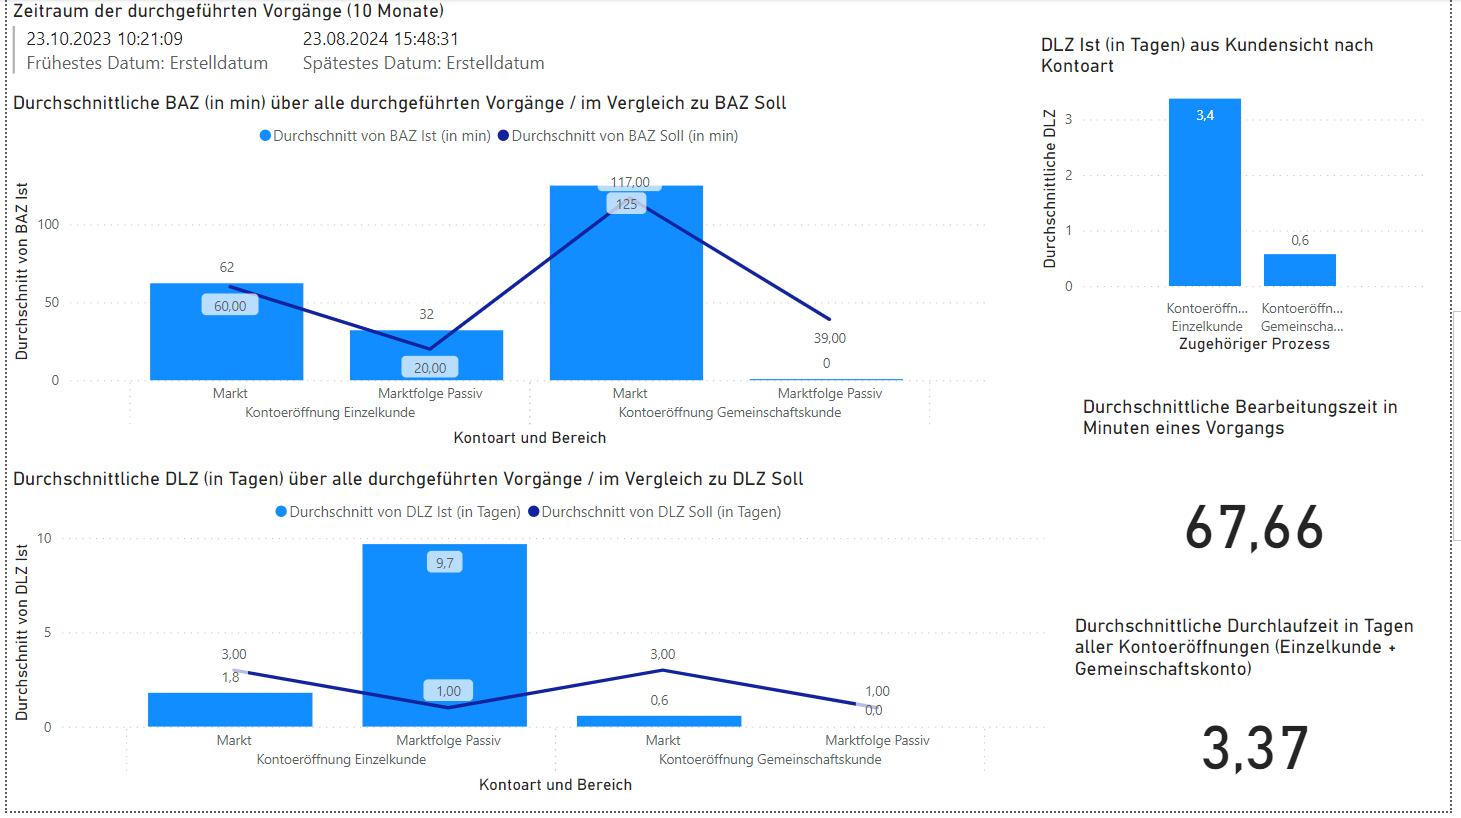 Zeitraum der durchgeführten Vorgänge (10 Monate)
23.10.2023 10:21:09
Frühestes Datum: Erstelldatum
23.08.2024 15:48:31
Spätestes Datum: Erstelldatum
Durchschnittliche BAZ (in min) über alle durchgeführten Vorgänge / im Vergleich zu BAZ Soll
Durchschnitt von BAZ Ist (in min) Durchschnitt von BAZ Soll (in min)
Durchschnitt von BAZ Ist
100
50
0
62
60,00
32
20,00
117,00
125
39,00
0
Markt
Marktfolge Passiv
Markt
Marktfolge Passiv
Kontoeröffnung Einzelkunde
Kontoeröffnung Gemeinschaftskunde
Kontoart und Bereich
Durchschnittliche DLZ (in Tagen) über alle durchgeführten Vorgänge / im Vergleich zu DLZ Soll
Durchschnitt von DLZ Ist (in Tagen) Durchschnitt von DLZ Soll (in Tagen)
Durchschnitt von DLZ Ist
10
5
0
3,00
1,8
9,7
1,00
3,00
0,6
1,00
0,0
Markt
Marktfolge Passiv
Markt
Marktfolge Passiv
Kontoeröffnung Einzelkunde
Kontoeröffnung Gemeinschaftskunde
Kontoart und Bereich
DLZ Ist (in Tagen) aus Kundensicht nach
Kontoart
Durchschnittliche DLZ
3
2
1
0
3,4
0,6
Kontoeröffn...
Einzelkunde
Kontoeröffn...
Gemeinscha...
Zugehöriger Prozess
Durchschnittliche Bearbeitungszeit in
Minuten eines Vorgangs
67,66
Durchschnittliche Durchlaufzeit in Tagen
aller Kontoeröffnungen (Einzelkunde +
Gemeinschaftskonto)
3,37